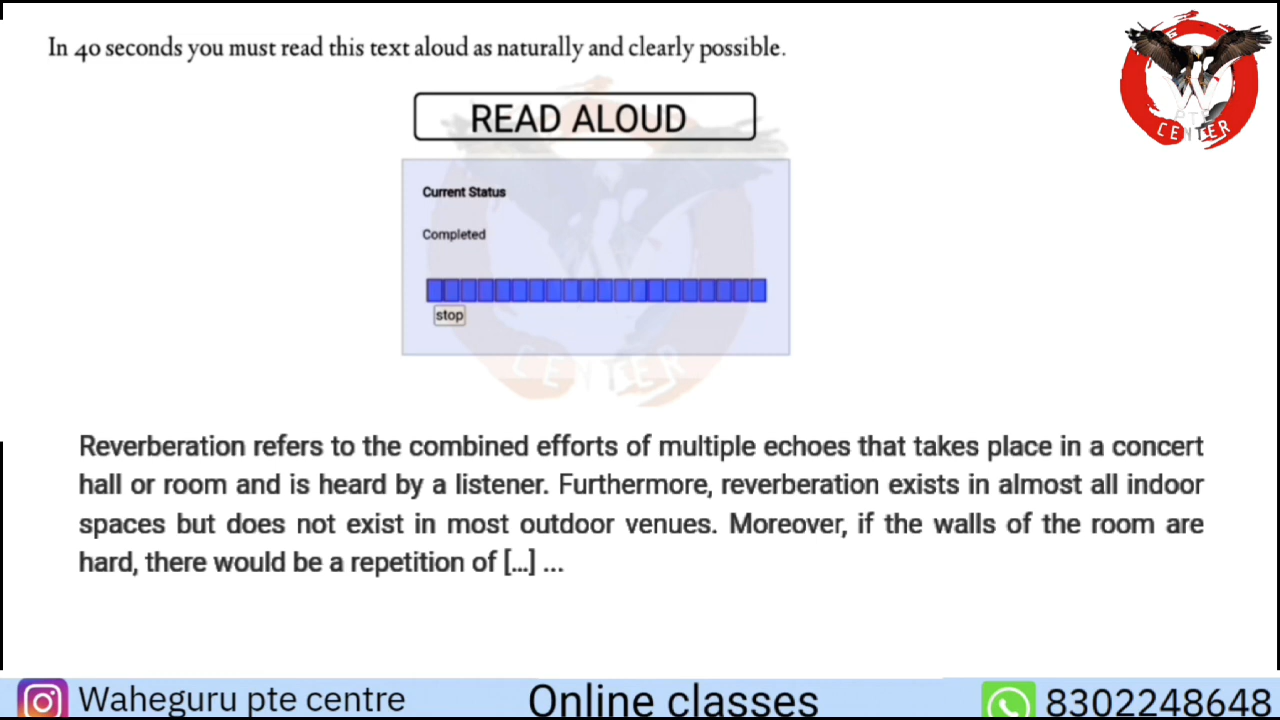 In 40 seconds you must read this text aloud as naturally and clearly possible.
W
PTE
CENTER
READ ALOUD
Current Status
Completed
stop
CENTER
Reverberation refers to the combined efforts of multiple echoes that takes place in a concert
hall or room and is heard by a listener. Furthermore, reverberation exists in almost all indoor
spaces but does not exist in most outdoor venues. Moreover, if the walls of the room are
hard, there would be a repetition of [...] ...
Waheguru pte centre
Online classes
8302248648